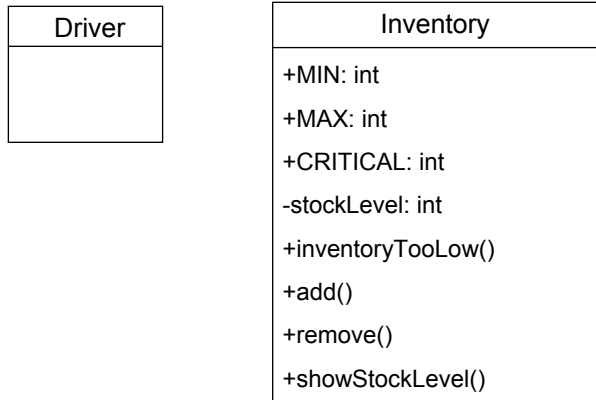 Driver
Inventory
+MIN: int
+MAX: int
+CRITICAL: int
-stockLevel: int
+inventoryTooLow()
+add()
+remove()
+showStockLevel()